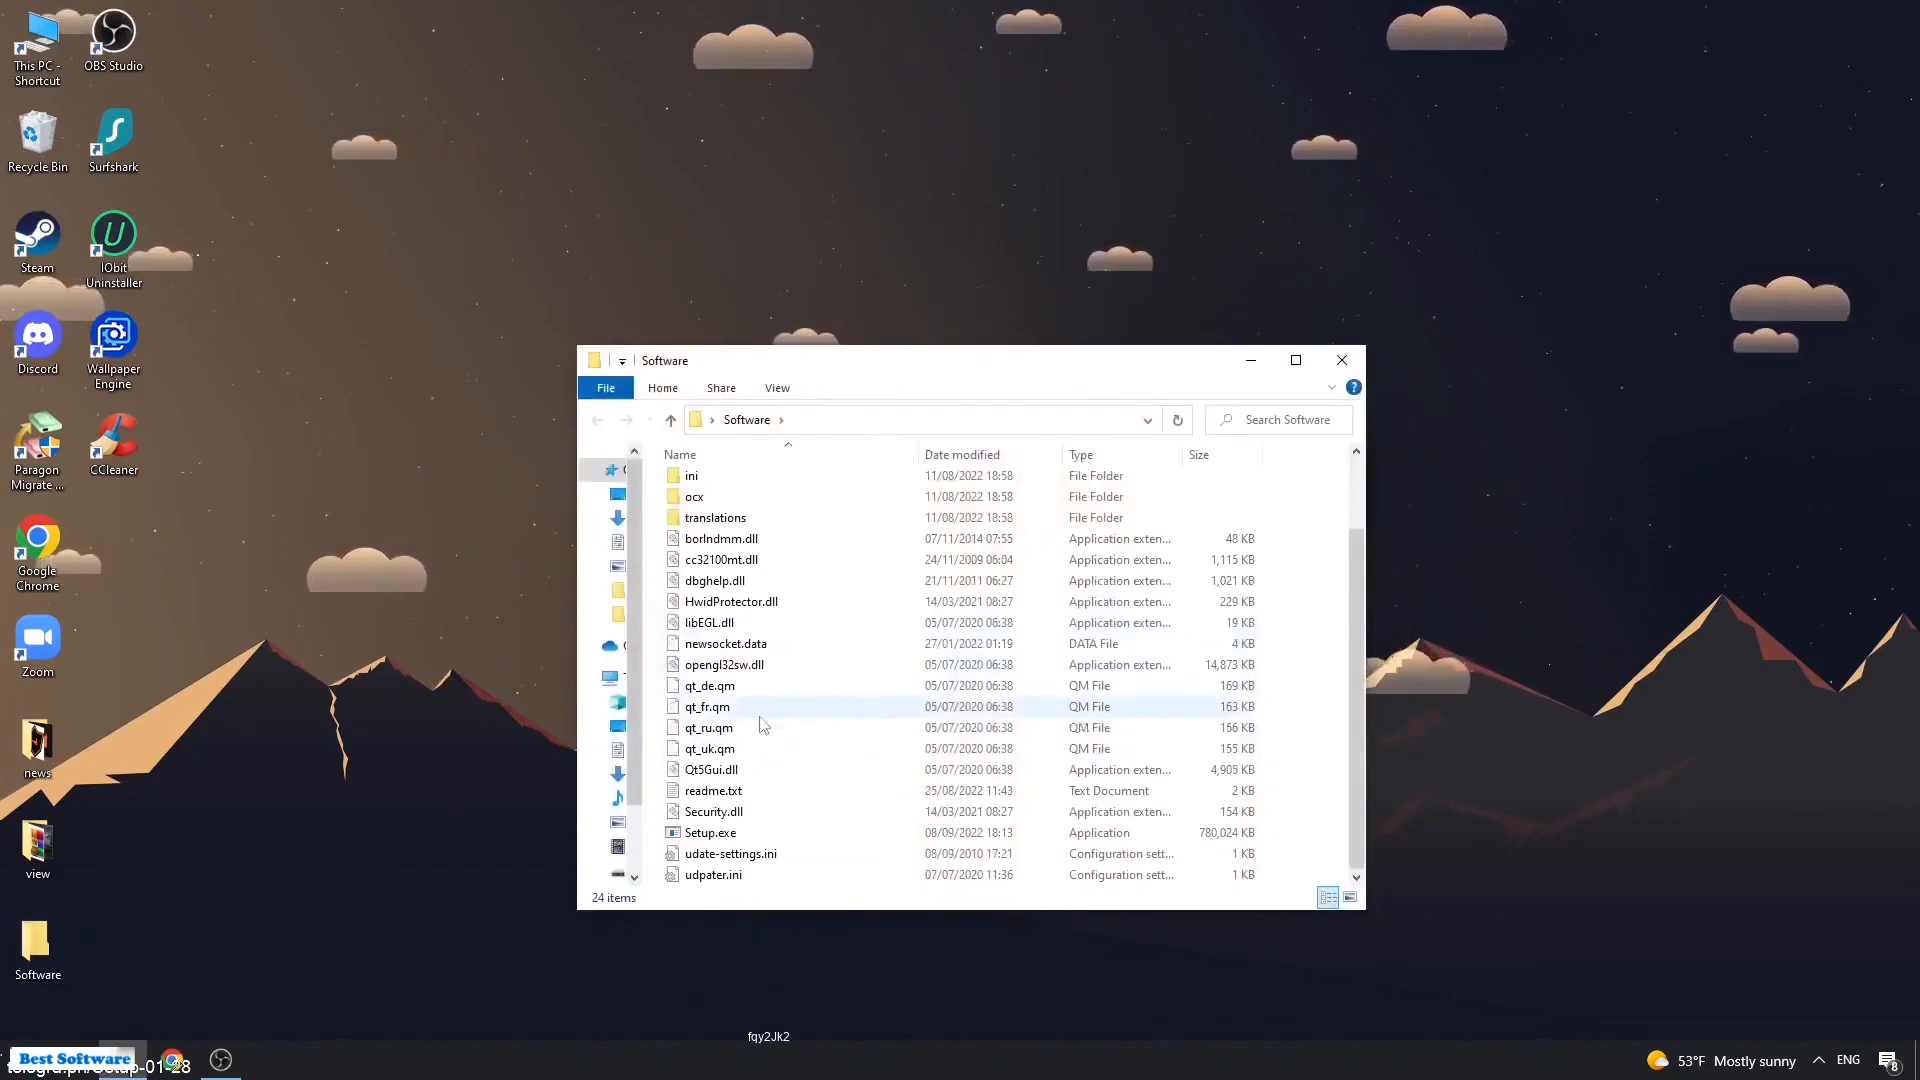 This PC -
Shortcut
OBS Studio
Recycle Bin
Surfshark
Steam
IObit
Uninstaller
Discord
Wallpaper
Engine
Paragon
Migrate ...
CCleaner
Google
Chrome
Zoom
news
view
Software
Software
File
Home
Share
View
Software
Search Software
Name
Date modified
Type
Size
ini 11/08/2022 18:58 File Folder
ocx 11/08/2022 18:58 File Folder
translations 11/08/2022 18:58 File Folder
borlndmm.dll 07/11/2014 07:55 Application exten... 48 KB
cc32100mt.dll 24/11/2009 06:04 Application exten... 1,115 KB
dbghelp.dll 21/11/2011 06:27 Application exten... 1,021 KB
HwidProtector.dll 14/03/2021 08:27 Application exten... 229 KB
libEGL.dll 05/07/2020 06:38 Application exten... 19 KB
newsocket.data 27/01/2022 01:19 DATA File 4 KB
opengl32sw.dll 05/07/2020 06:38 Application exten... 14,873 KB
qt_de.qm 05/07/2020 06:38 QM File 169 KB
qt_fr.qm 05/07/2020 06:38 QM File 163 KB
qt_ru.qm 05/07/2020 06:38 QM File 156 KB
qt_uk.qm 05/07/2020 06:38 QM File 155 KB
Qt5Gui.dll 05/07/2020 06:38 Application exten... 4,905 KB
readme.txt 25/08/2022 11:43 Text Document 2 KB
Security.dll 14/03/2021 08:27 Application exten... 154 KB
Setup.exe 08/09/2022 18:13 Application 780,024 KB
udate-settings.ini 08/09/2010 17:21 Configuration sett... 1 KB
udpater.ini 07/07/2020 11:36 Configuration sett... 1 KB
24 items
fqy2Jk2
Best Software
53°F Mostly sunny
ENG
8